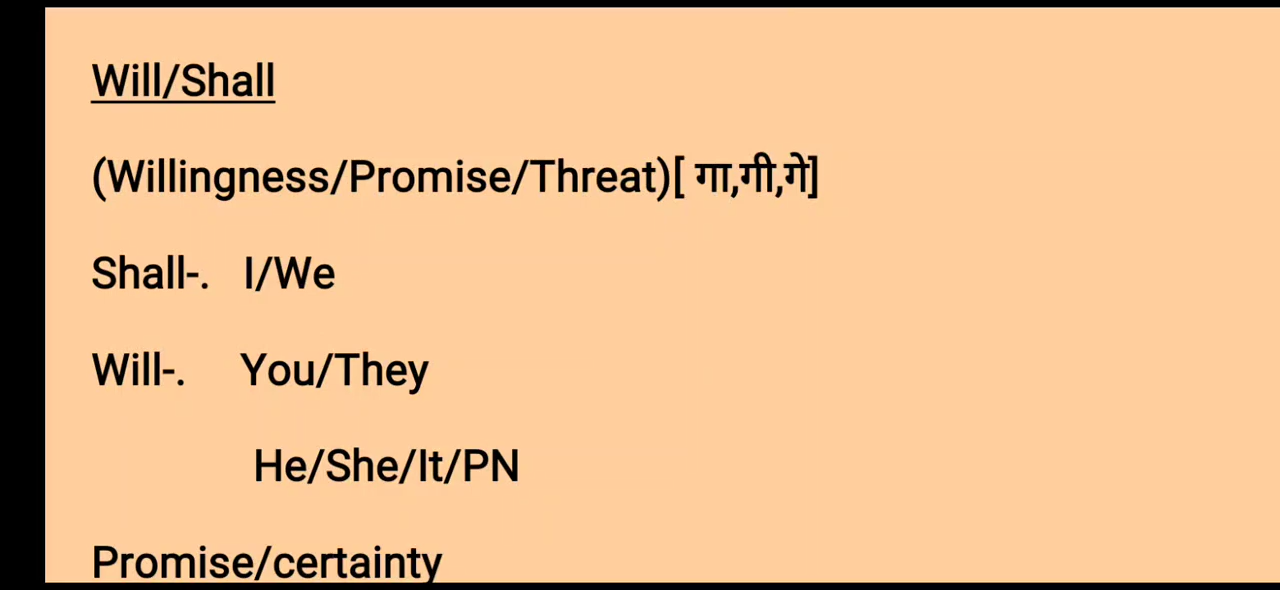 Will/Shall
(Willingness/Promise/Threat)[ गा,गी,गे]
Shall-. I/We
Will-. You/They
He/She/It/PN
Promise/certainty